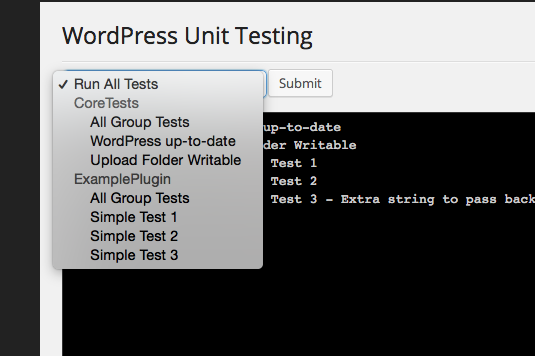 WordPress Unit Testing
✓ Run All Tests
Submit
CoreTests
All Group Tests
WordPress up-to-date
Upload Folder Writable
ExamplePlugin
All Group Tests
Simple Test 1
Simple Test 2
Simple Test 3
up-to-date
der Writable
Test 1
Test 2
Test 3 - Extra string to pass back